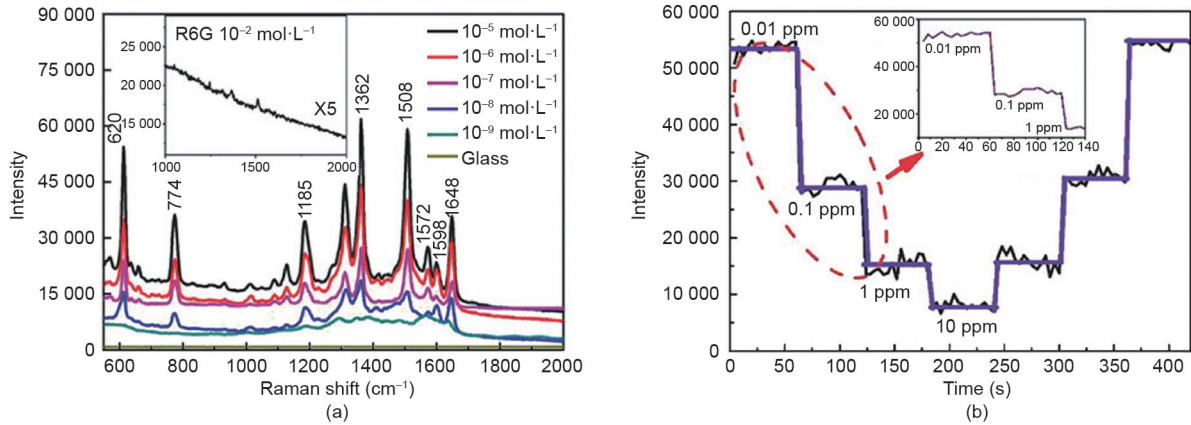 90 000
75 000
60 000
45 000
30 000
15 000
0
Intensity
600
800
1000
1200
1400
1600
1800
2000
Raman shift (cm⁻¹)
(a)
R6G 10⁻² mol·L⁻¹
25 000
20 000
15 000
X5
1000
1500
2000
620
774
1185
1362
1508
1572
1598
1648
10⁻⁵ mol·L⁻¹
10⁻⁶ mol·L⁻¹
10⁻⁷ mol·L⁻¹
10⁻⁸ mol·L⁻¹
10⁻⁹ mol·L⁻¹
Glass
60 000
50 000
40 000
30 000
20 000
10 000
0
Intensity
0.01 ppm
0.1 ppm
1 ppm
10 ppm
60 000
40 000
20 000
0.01 ppm
0.1 ppm
1 ppm
0 20 40 60 80 100 120 140
0 50 100 150 200 250 300 350 400
Time (s)
(b)